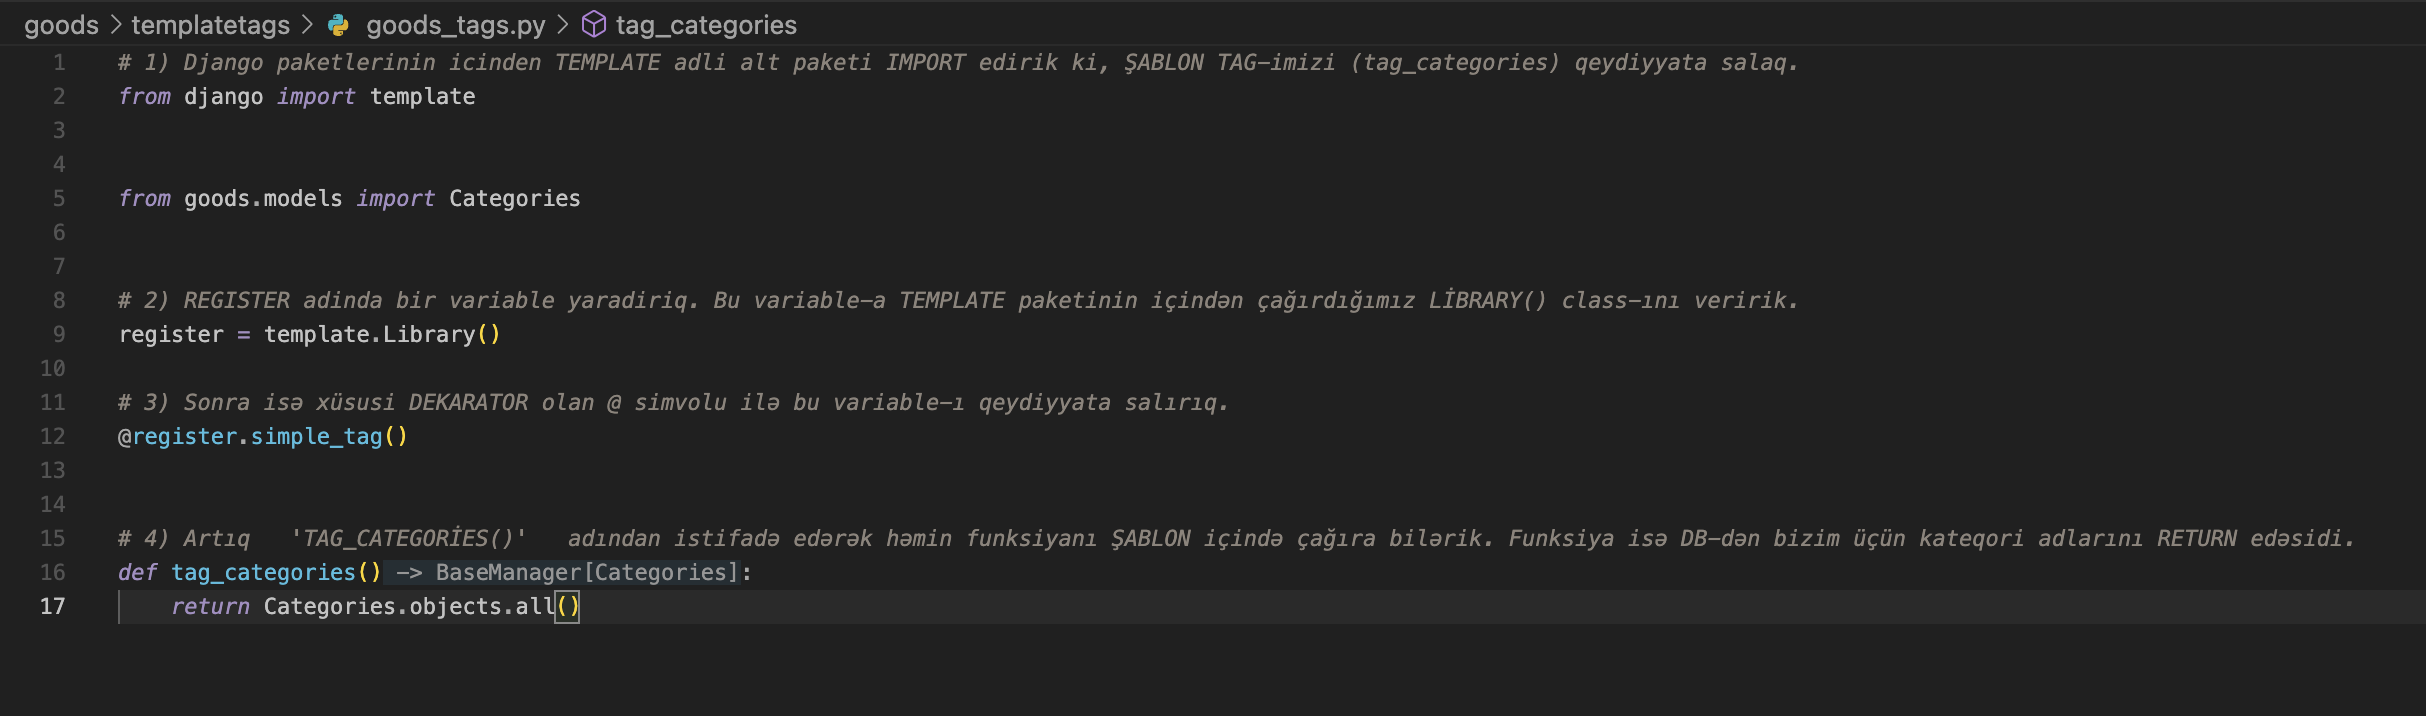 goods > templatetags > goods_tags.py > tag_categories
1 # 1) Django paketlerinin icinden TEMPLATE adli alt paketi IMPORT edirik ki, ŞABLON TAG-imizi (tag_categories) qeydiyyata salaq.
2 from django import template
3
4
5 from goods.models import Categories
6
7
8 # 2) REGISTER adinda bir variable yaradiriq. Bu variable-a TEMPLATE paketinin içindən çağırdığımız LİBRARY() class-ını veririk.
9 register = template.Library()
10
11 # 3) Sonra isə xüsusi DEKARATOR olan @ simvolu ilə bu variable-ı qeydiyyata salırıq.
12 @register.simple_tag()
13
14
15 # 4) Artıq   'TAG_CATEGORİES()'   adından istifadə edərək həmin funksiyanı ŞABLON içində çağıra bilərik. Funksiya isə DB-dən bizim üçün kateqori adlarını RETURN edəsidi.
16 def tag_categories() -> BaseManager[Categories]:
17     return Categories.objects.all()